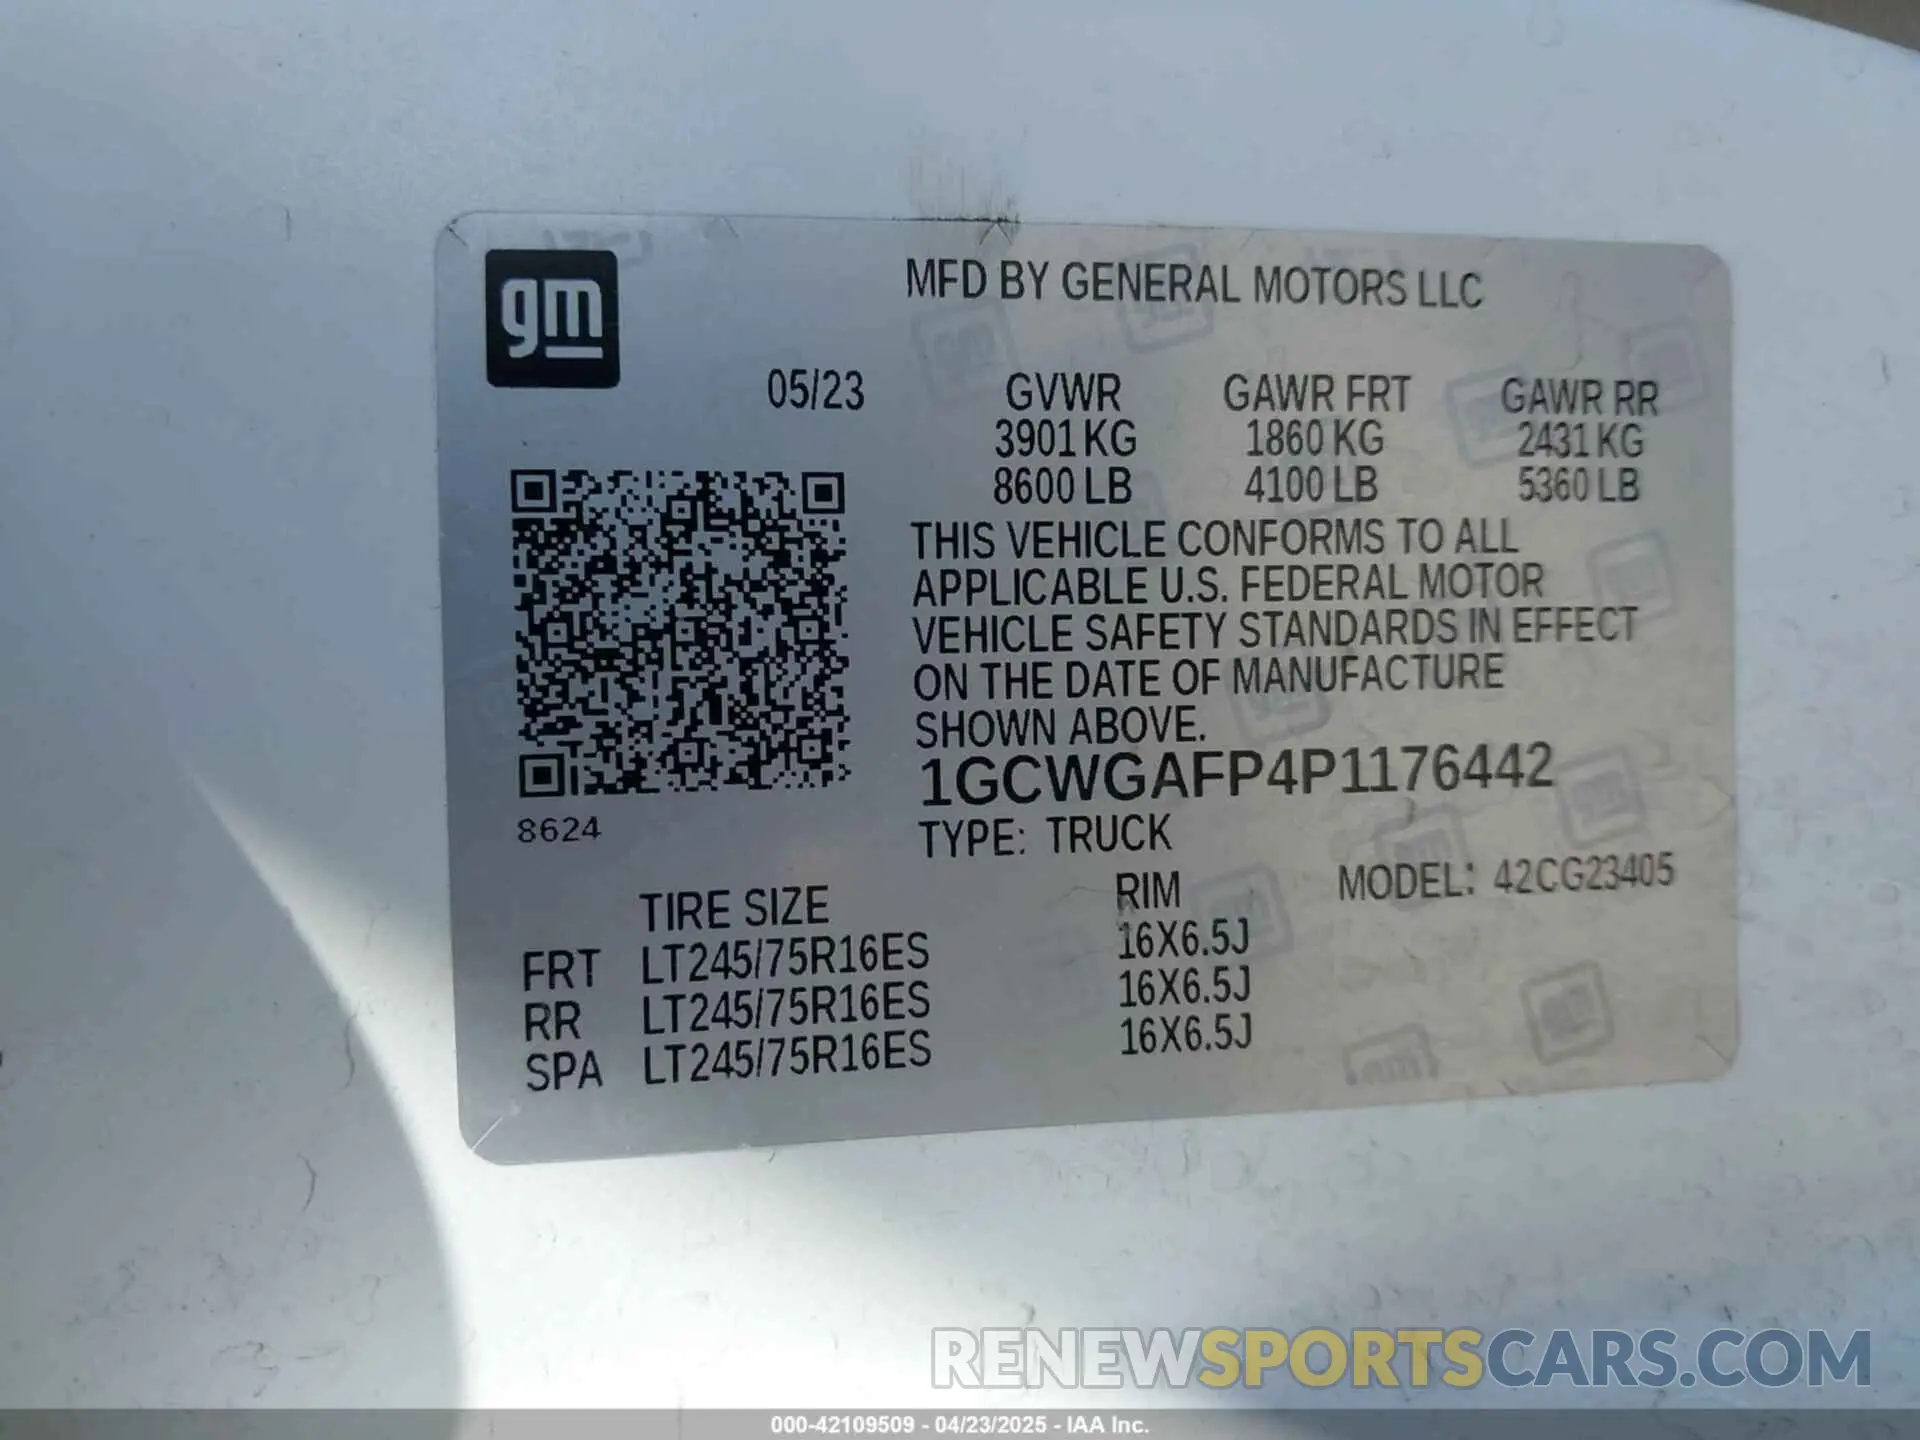 gm
MFD BY GENERAL MOTORS LLC
05/23 GVWR GAWR FRT GAWR RR
3901 KG 1860 KG 2431 KG
8600 LB 4100 LB 5360 LB
THIS VEHICLE CONFORMS TO ALL
APPLICABLE U.S. FEDERAL MOTOR
VEHICLE SAFETY STANDARDS IN EFFECT
ON THE DATE OF MANUFACTURE
SHOWN ABOVE.
1GCWGAFP4P1176442
8624
TYPE: TRUCK
TIRE SIZE RIM MODEL: 42CG23405
FRT LT245/75R16ES 16X6.5J
RR LT245/75R16ES 16X6.5J
SPA LT245/75R16ES 16X6.5J
RENEWSPORTSCARS.COM
000-42109509 - 04/23/2025 - IAA Inc.